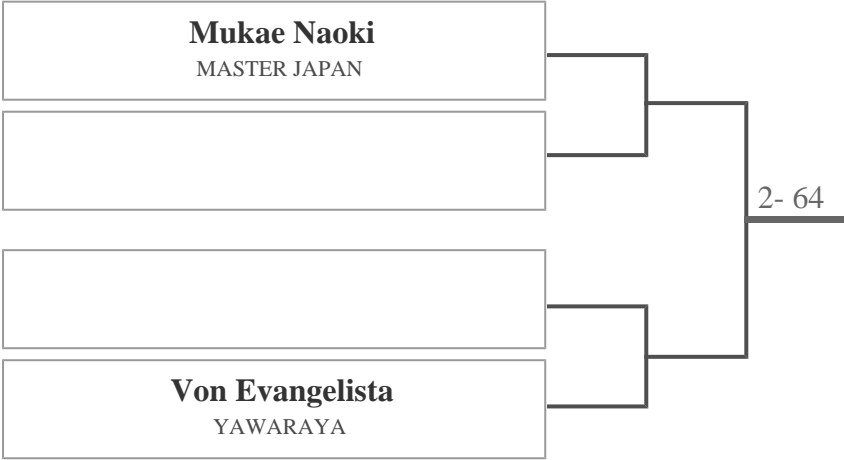 Mukae Naoki
MASTER JAPAN
2- 64
Von Evangelista
YAWARAYA